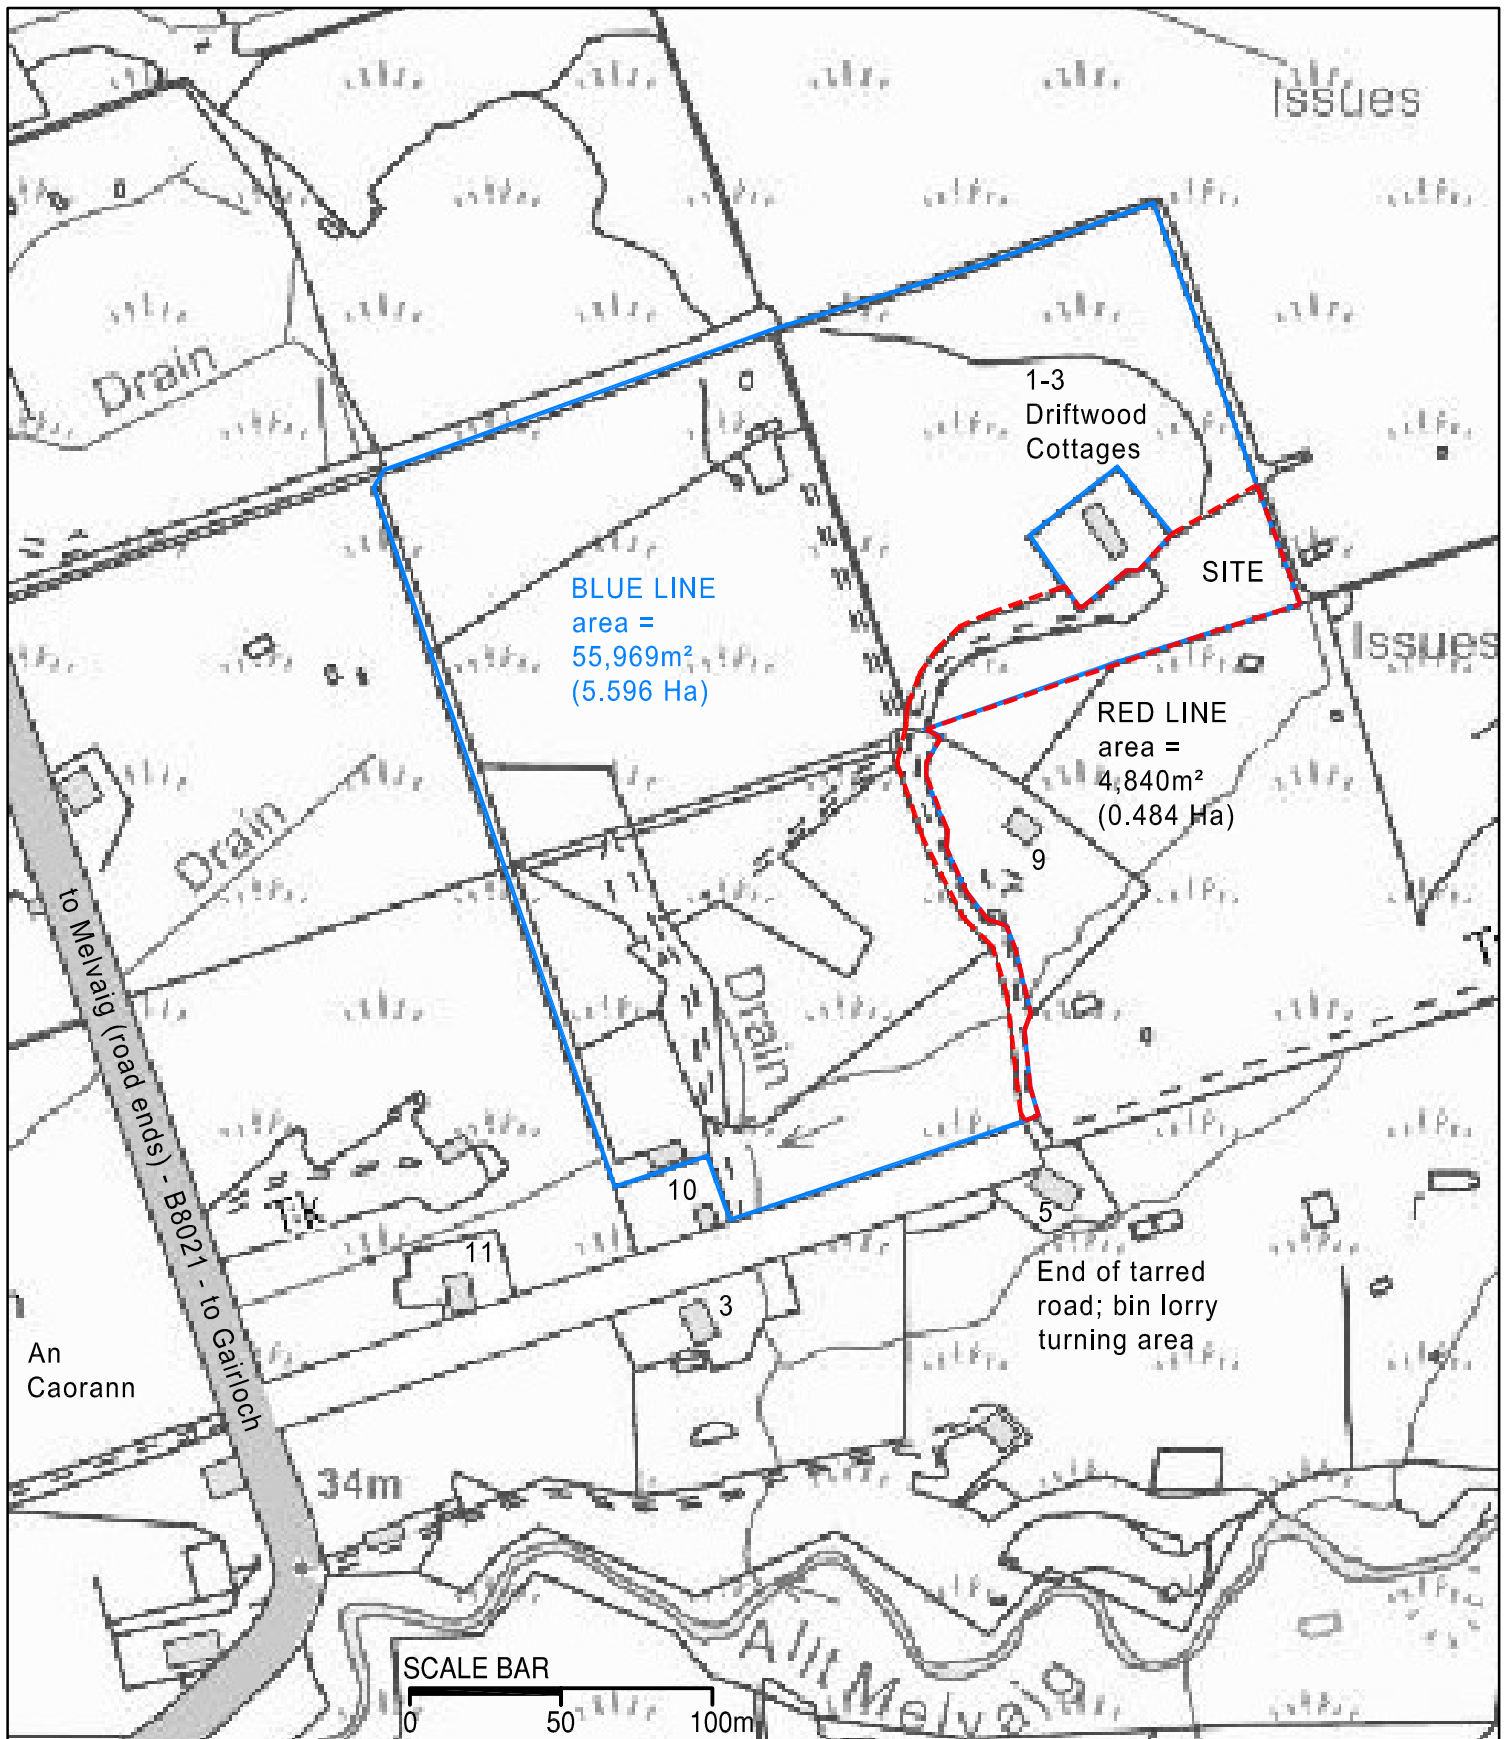 Issues
Drain
1-3
Driftwood
Cottages
SITE
BLUE LINE
area =
55,969m²
(5.596 Ha)
Issues
RED LINE
area =
4,840m²
(0.484 Ha)
Drain
9
to Melvaig (road ends) - B8021 - to Gairloch
Drain
10
5
11
3
End of tarred
road; bin lorry
turning area
An
Caorann
34m
Allt Melvaig
SCALE BAR
0 50 100m